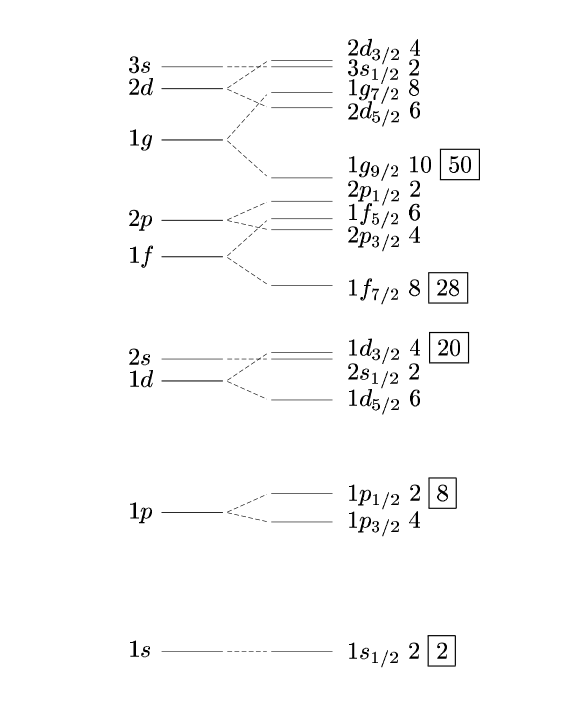 2d_{3/2} 4
3s 3s_{1/2} 2
2d 1g_{7/2} 8
2d_{5/2} 6
1g
1g_{9/2} 10 50
2p_{1/2} 2
2p 1f_{5/2} 6
2p_{3/2} 4
1f
1f_{7/2} 8 28
1d_{3/2} 4 20
2s 2s_{1/2} 2
1d 1d_{5/2} 6
1p_{1/2} 2 8
1p 1p_{3/2} 4
1s 1s_{1/2} 2 2